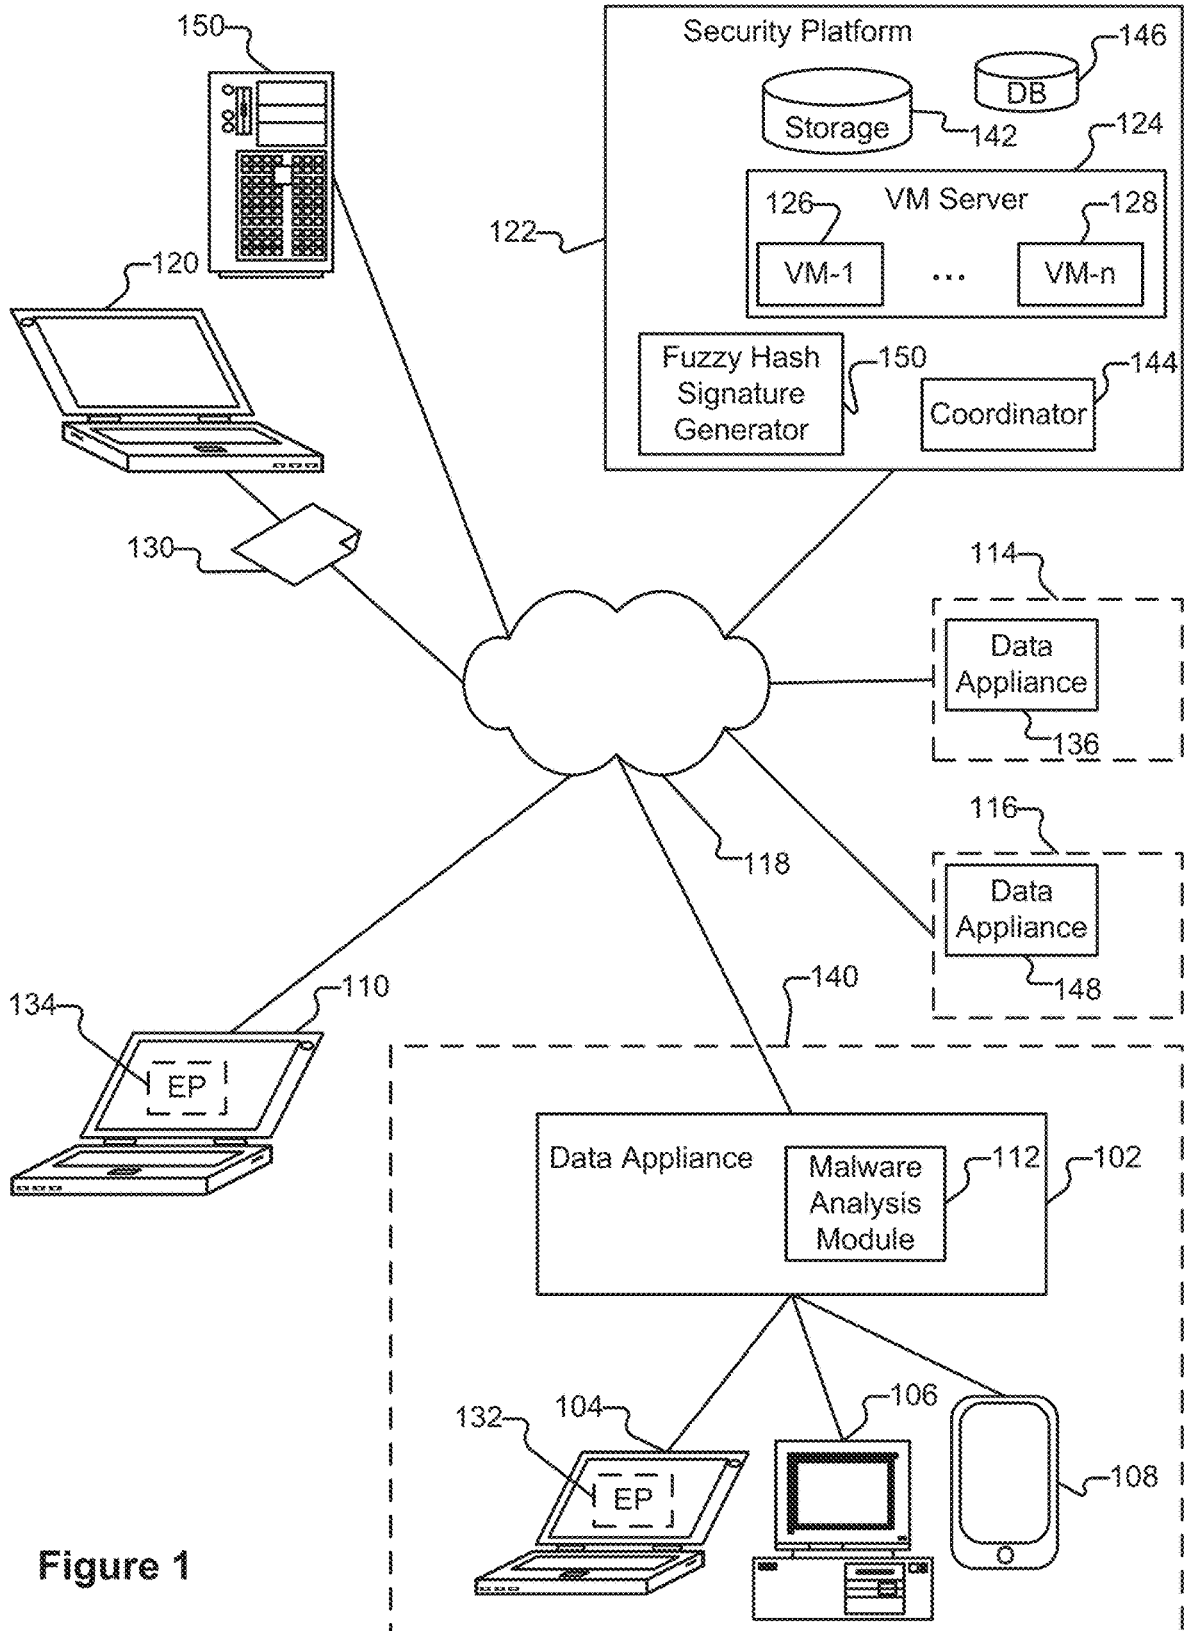 150
Security Platform
146
DB
Storage
142
124
VM Server
126
128
122
VM-1
...
VM-n
120
Fuzzy Hash
Signature
Generator
150
144
Coordinator
130
114
Data
Appliance
136
116
118
Data
Appliance
148
140
134
110
EP
Data Appliance
Malware
Analysis
Module
112
102
132
104
106
EP
108
Figure 1